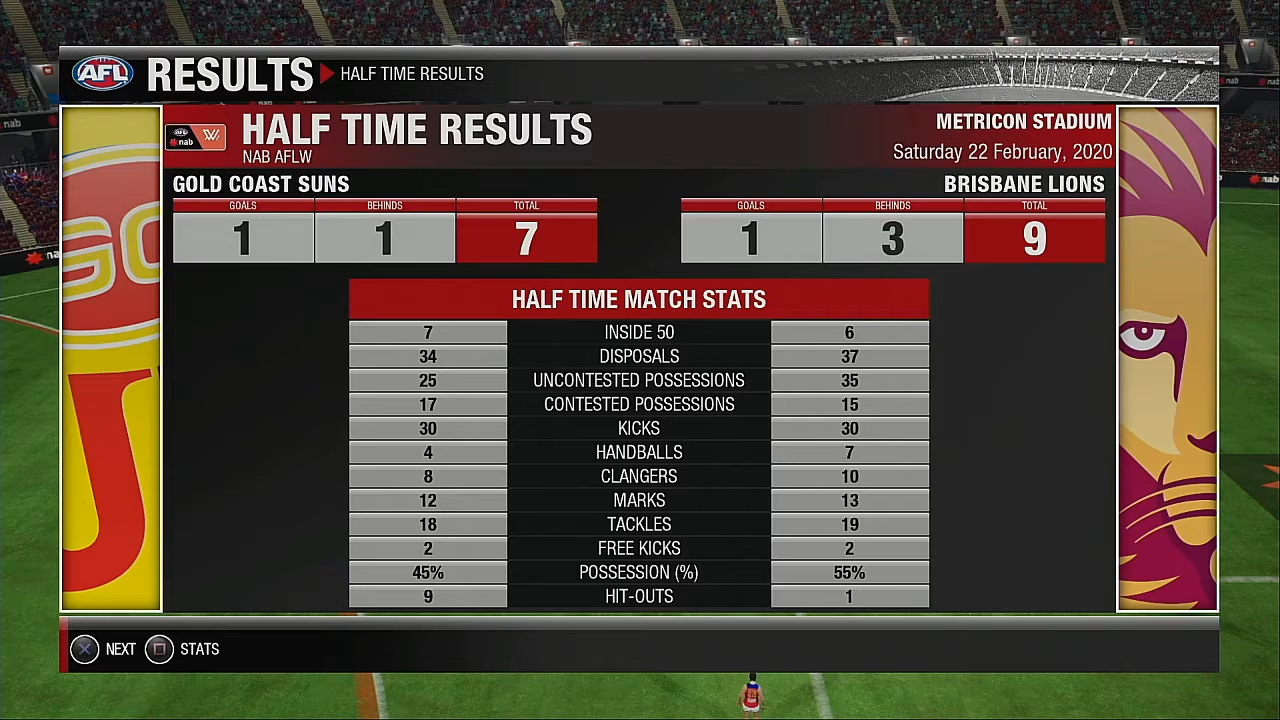 AFL RESULTS HALF TIME RESULTS
AFL W
nab
HALF TIME RESULTS
NAB AFLW
METRICON STADIUM
Saturday 22 February, 2020
GOLD COAST SUNS
BRISBANE LIONS
GOALS BEHINDS TOTAL
1 1 7
GOALS BEHINDS TOTAL
1 3 9
HALF TIME MATCH STATS
7 INSIDE 50 6
34 DISPOSALS 37
25 UNCONTESTED POSSESSIONS 35
17 CONTESTED POSSESSIONS 15
30 KICKS 30
4 HANDBALLS 7
8 CLANGERS 10
12 MARKS 13
18 TACKLES 19
2 FREE KICKS 2
45% POSSESSION (%) 55%
9 HIT-OUTS 1
NEXT STATS
nab
nab